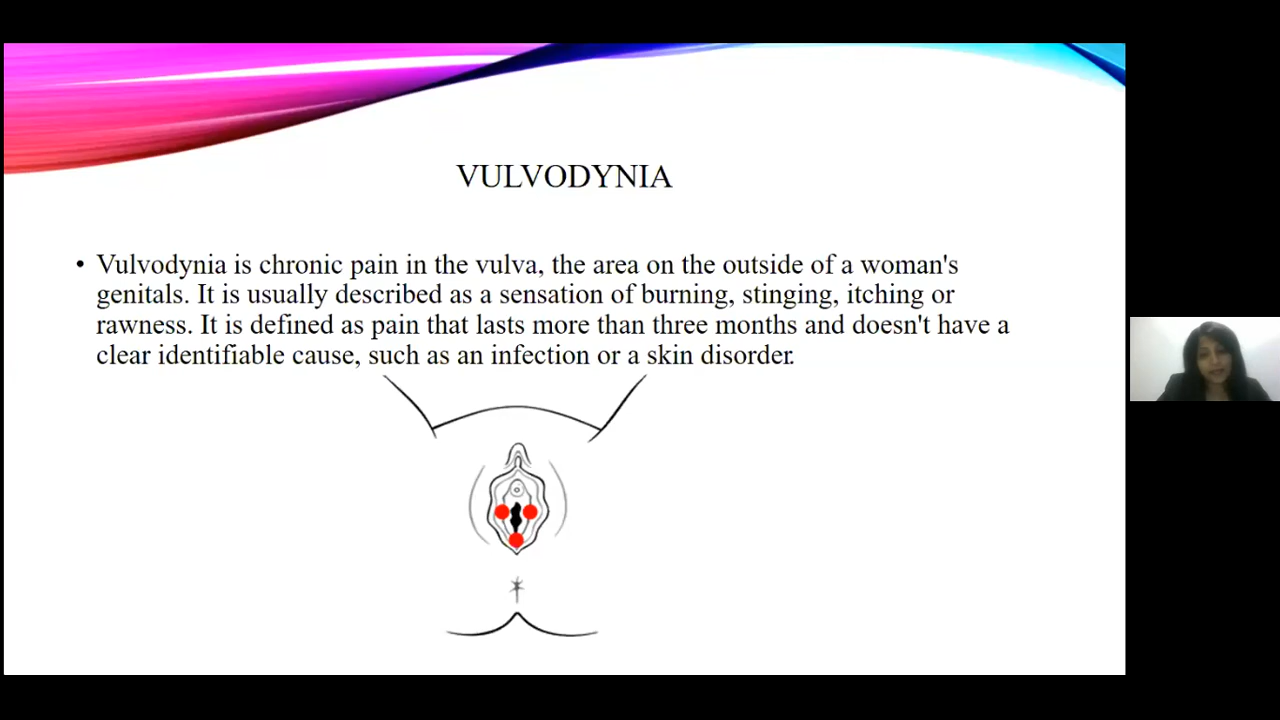 VULVODYNIA
• Vulvodynia is chronic pain in the vulva, the area on the outside of a woman's
genitals. It is usually described as a sensation of burning, stinging, itching or
rawness. It is defined as pain that lasts more than three months and doesn't have a
clear identifiable cause, such as an infection or a skin disorder.